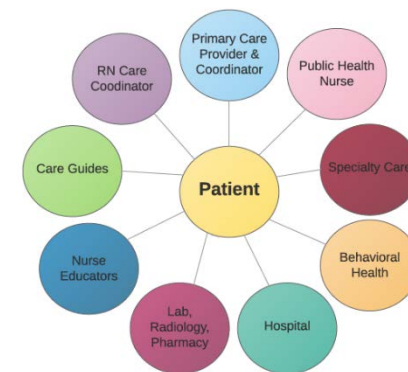 Primary Care
Provider &
Coordinator
Public Health
Nurse
Specialty Care
Behavioral
Health
Hospital
Lab,
Radiology,
Pharmacy
Nurse
Educators
Care Guides
RN Care
Coodinator
Patient